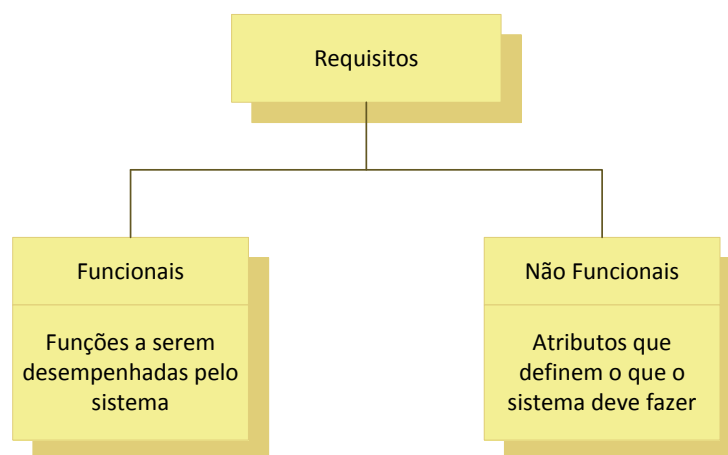 Requisitos
Funcionais
Funções a serem
desempenhadas pelo
sistema
Não Funcionais
Atributos que
definem o que o
sistema deve fazer